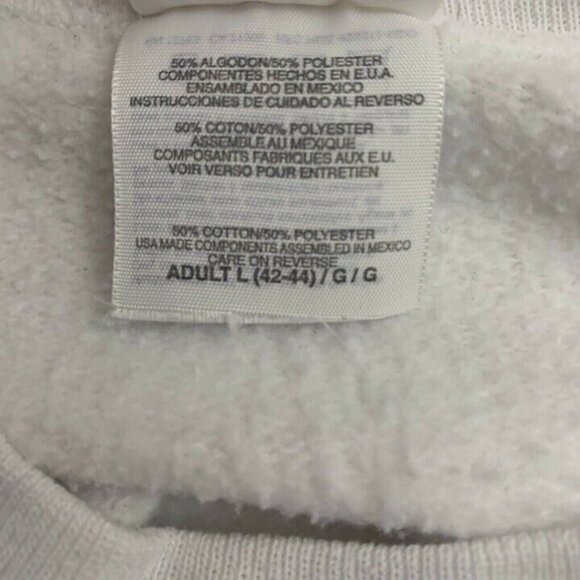 50% ALGODON/50% POLIESTER
COMPONENTES HECHOS EN E.U.A.
ENSAMBLADO EN MEXICO
INSTRUCCIONES DE CUIDADO AL REVERSO
50% COTON/50% POLYESTER
ASSEMBLE AU MEXIQUE
COMPOSANTS FABRIQUES AUX E.U.
VOIR VERSO POUR ENTRETIEN
50% COTTON/50% POLYESTER
USA MADE COMPONENTS ASSEMBLED IN MEXICO
CARE ON REVERSE
ADULT L (42-44) / G / G